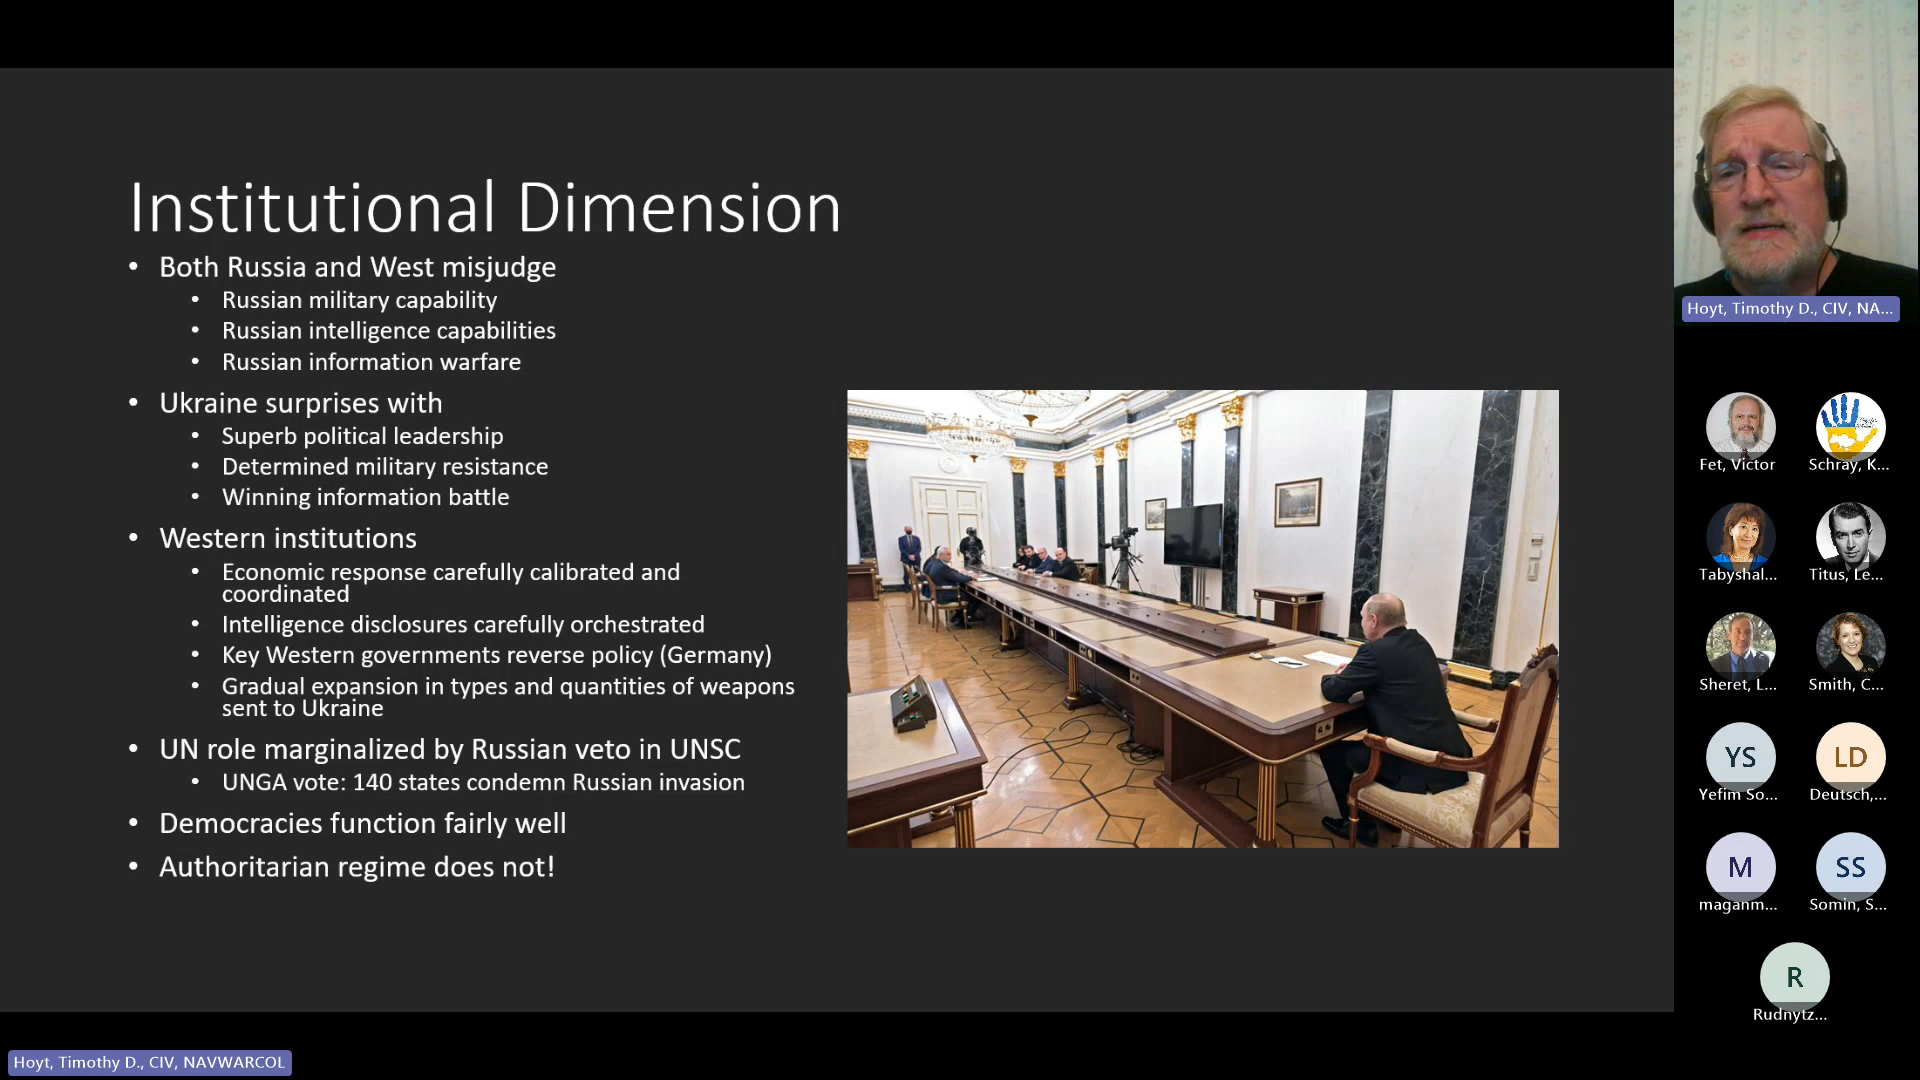 Institutional Dimension
• Both Russia and West misjudge
• Russian military capability
• Russian intelligence capabilities
• Russian information warfare
• Ukraine surprises with
• Superb political leadership
• Determined military resistance
• Winning information battle
• Western institutions
• Economic response carefully calibrated and
coordinated
• Intelligence disclosures carefully orchestrated
• Key Western governments reverse policy (Germany)
• Gradual expansion in types and quantities of weapons
sent to Ukraine
• UN role marginalized by Russian veto in UNSC
• UNGA vote: 140 states condemn Russian invasion
• Democracies function fairly well
• Authoritarian regime does not!
Hoyt, Timothy D., CIV, NA...
Fet, Victor
Schray, K...
Tabyshal...
Titus, Le...
Sheret, L...
Smith, C...
YS
Yefim So...
LD
Deutsch,...
M
maganm...
SS
Somin, S...
R
Rudnytz...
Hoyt, Timothy D., CIV, NAVWARCOL